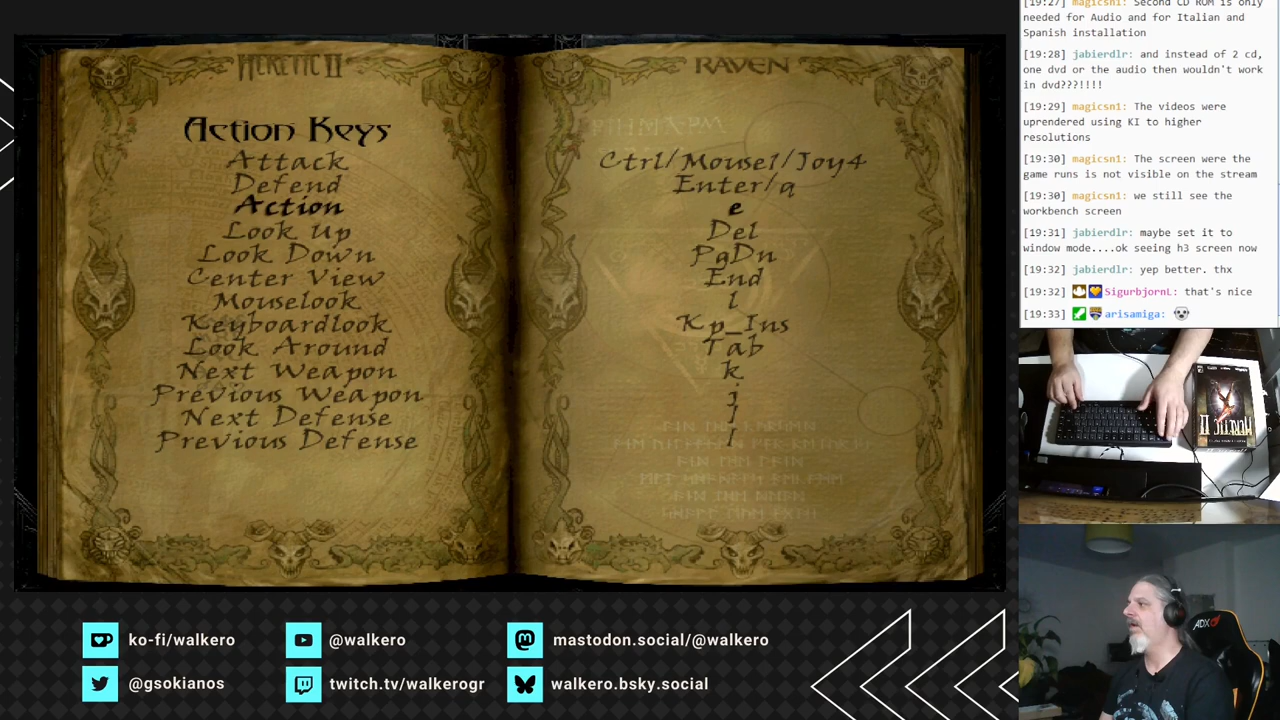 HERETIC II
RAVEN
Action Keys
Attack
Ctrl/Mouse1/Joy4
Defend
Enter/q
Action
e
Look Up
Del
Look Down
PgDn
Center View
End
Mouselook
l
Keyboardlook
Kp_Ins
Look Around
Tab
Next Weapon
k
Previous Weapon
j
Next Defense
]
Previous Defense
[
[19:27] magicsn1: Second CD ROM is only
needed for Audio and for Italian and
Spanish installation
[19:28] jabierdlr: and instead of 2 cd,
one dvd or the audio then wouldn't work
in dvd???!!!!
[19:29] magicsn1: The videos were
uprendered using KI to higher
resolutions
[19:30] magicsn1: The screen were the
game runs is not visible on the stream
[19:30] magicsn1: we still see the
workbench screen
[19:31] jabierdlr: maybe set it to
window mode....ok seeing h3 screen now
[19:32] jabierdlr: yep better. thx
[19:32] SigurbjornL: that's nice
[19:33] arisamiga:
HERETIC II
ADX
ko-fi/walkero
@walkero
mastodon.social/@walkero
@gsokianos
twitch.tv/walkerogr
walkero.bsky.social